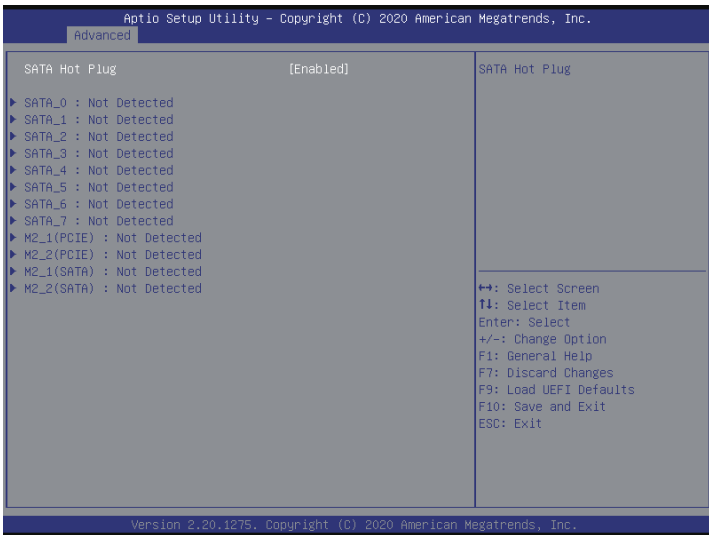 Aptio Setup Utility – Copyright (C) 2020 American Megatrends, Inc.
Advanced
SATA Hot Plug [Enabled]
SATA_0 : Not Detected
SATA_1 : Not Detected
SATA_2 : Not Detected
SATA_3 : Not Detected
SATA_4 : Not Detected
SATA_5 : Not Detected
SATA_6 : Not Detected
SATA_7 : Not Detected
M2_1(PCIE) : Not Detected
M2_2(PCIE) : Not Detected
M2_1(SATA) : Not Detected
M2_2(SATA) : Not Detected
SATA Hot Plug
↔: Select Screen
↑↓: Select Item
Enter: Select
+/-: Change Option
F1: General Help
F7: Discard Changes
F9: Load UEFI Defaults
F10: Save and Exit
ESC: Exit
Version 2.20.1275. Copyright (C) 2020 American Megatrends, Inc.